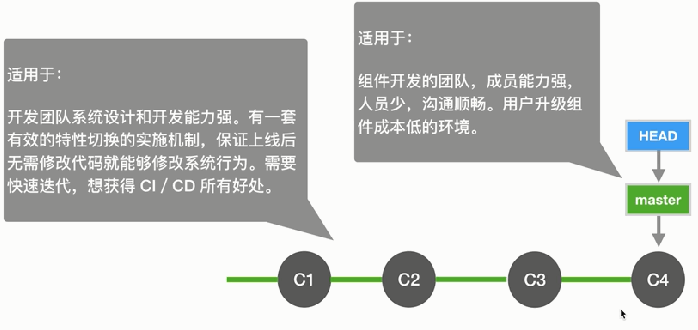 适用于：
开发团队系统设计和开发能力强。有一套
有效的特性切换的实施机制，保证上线后
无需修改代码就能够修改系统行为。需要
快速迭代，想获得 CI / CD 所有好处。
适用于：
组件开发的团队，成员能力强，
人员少，沟通顺畅。用户升级组
件成本低的环境。
HEAD
master
C1
C2
C3
C4